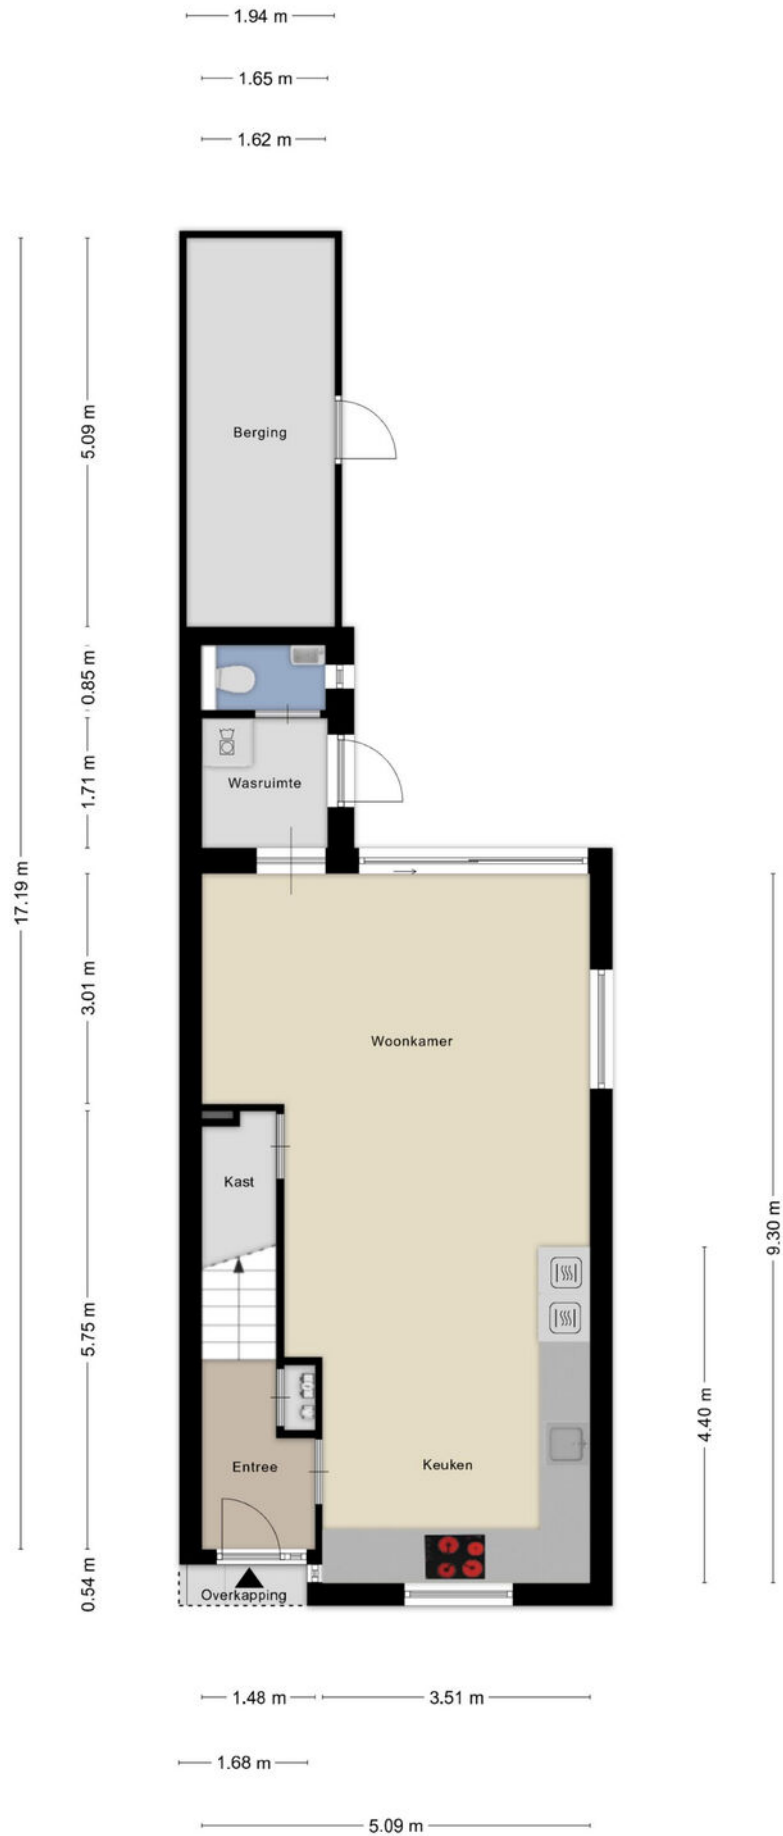 1.94 m
1.65 m
1.62 m
5.09 m
Berging
0.85 m
1.71 m
Wasruimte
17.19 m
3.01 m
Woonkamer
Kast
9.30 m
5.75 m
4.40 m
Entree
Keuken
0.54 m
Overkapping
1.48 m
3.51 m
1.68 m
5.09 m